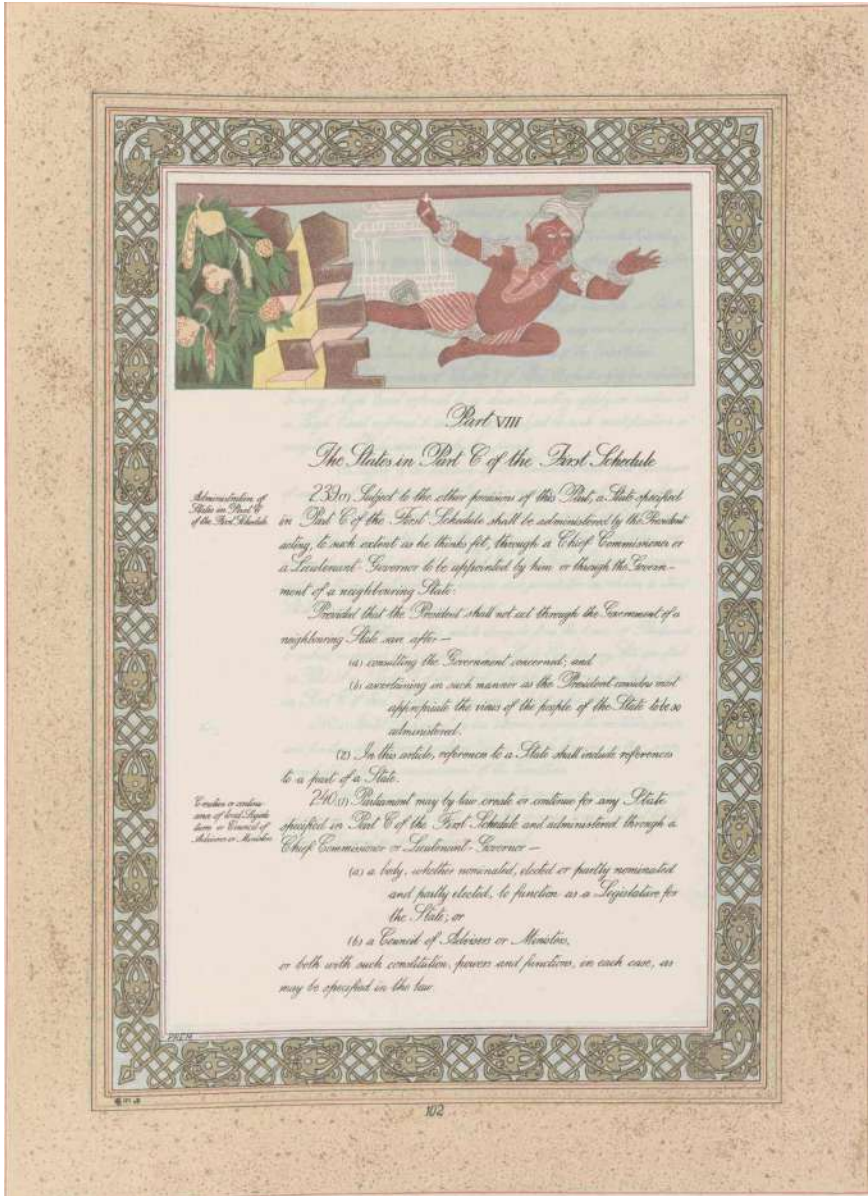 Part VIII
The States in Part C of the First Schedule
Administration of
States in Part C
of the First Schedule.
239.(1) Subject to the other provisions of this Part, a State specified
in Part C of the First Schedule shall be administered by the President
acting, to such extent as he thinks fit, through a Chief Commissioner or
a Lieutenant-Governor to be appointed by him or through the Govern-
ment of a neighbouring State:
Provided that the President shall not act through the Government of a
neighbouring State save after —
(a) consulting the Government concerned; and
(b) ascertaining in such manner as the President considers most
appropriate the views of the people of the State to be so
administered.
(2) In this article, reference to a State shall include references
to a part of a State.
Creation or continu-
ance of local Legisla-
tures or Council of
Advisers or Ministers.
240.(1) Parliament may by law create or continue for any State
specified in Part C of the First Schedule and administered through a
Chief Commissioner or Lieutenant-Governor —
(a) a body, whether nominated, elected or partly nominated
and partly elected, to function as a Legislature for
the State; or
(b) a Council of Advisers or Ministers,
or both with such constitution, powers and functions, in each case, as
may be specified in the law.
PREM
102